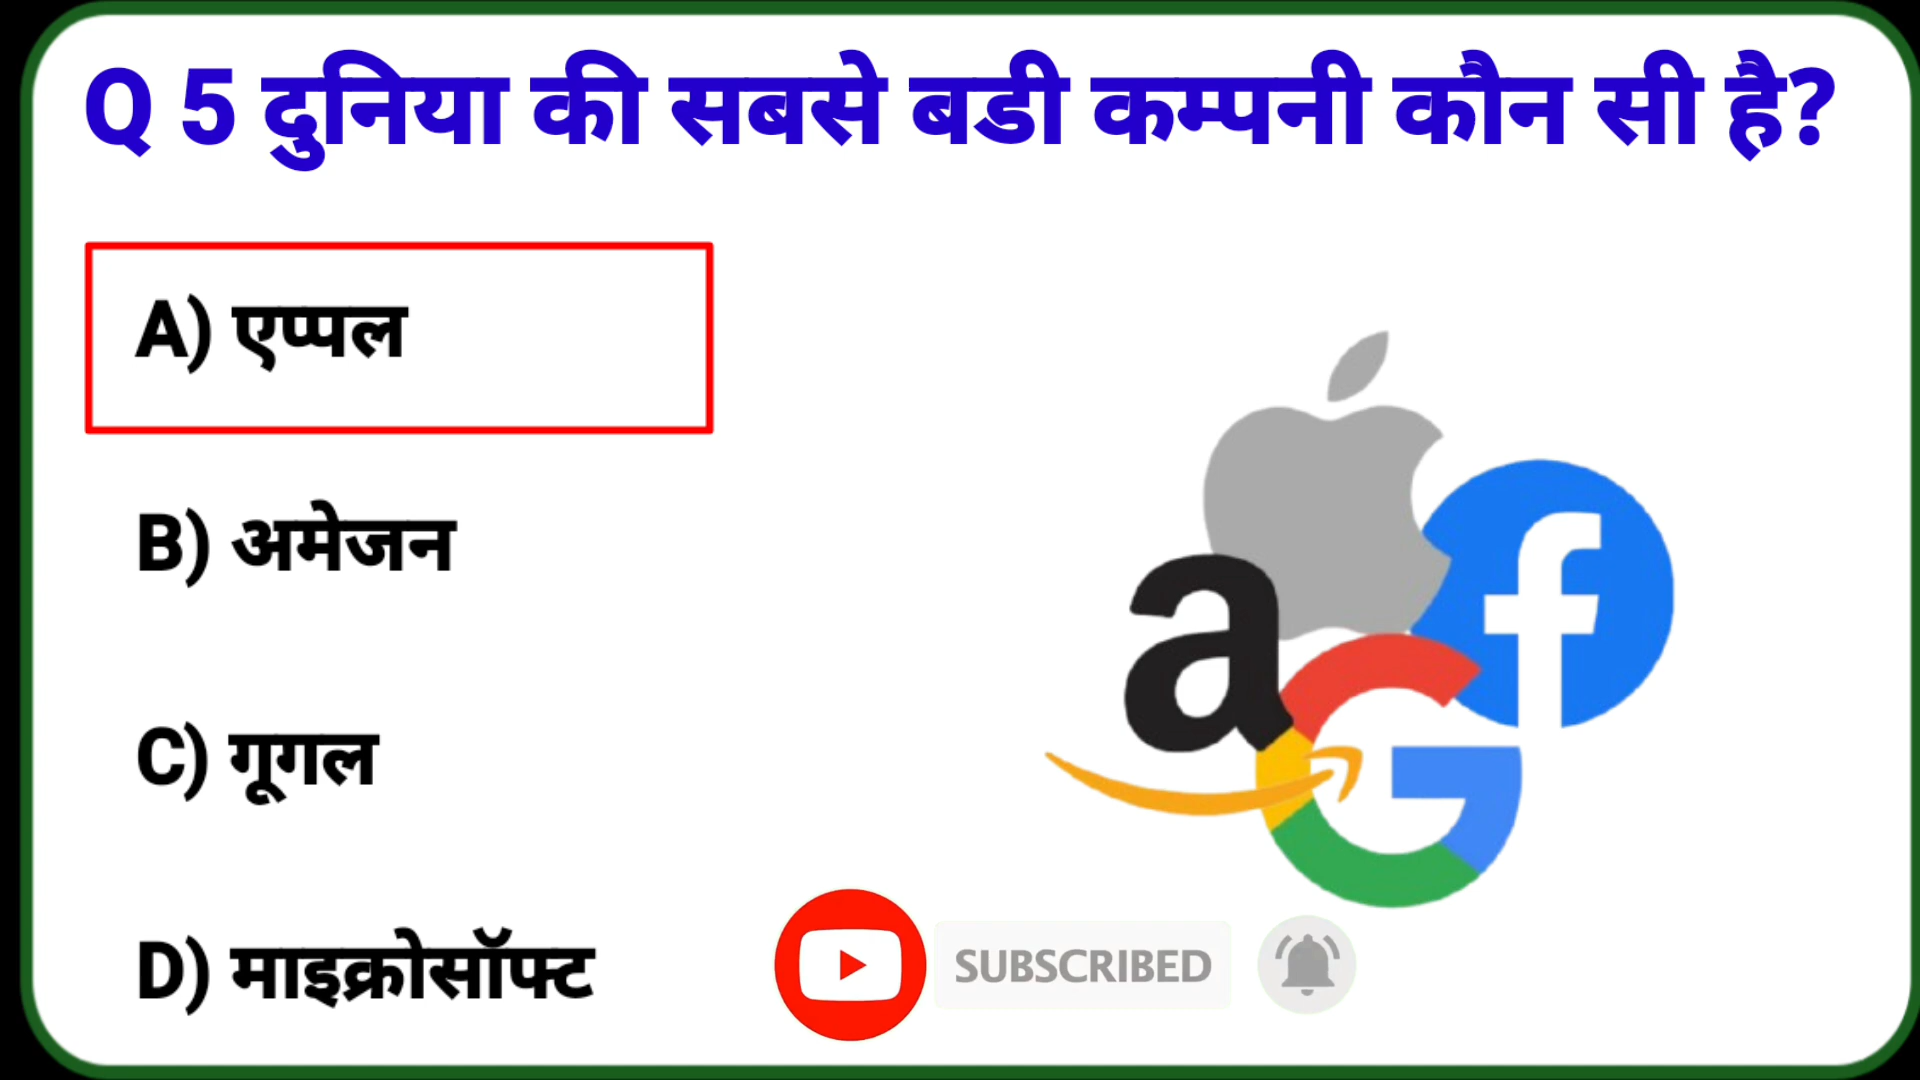 Q 5 दुनिया की सबसे बडी कम्पनी कौन सी है?
A) एप्पल
B) अमेजन
C) गूगल
D) माइक्रोसॉफ्ट
SUBSCRIBED